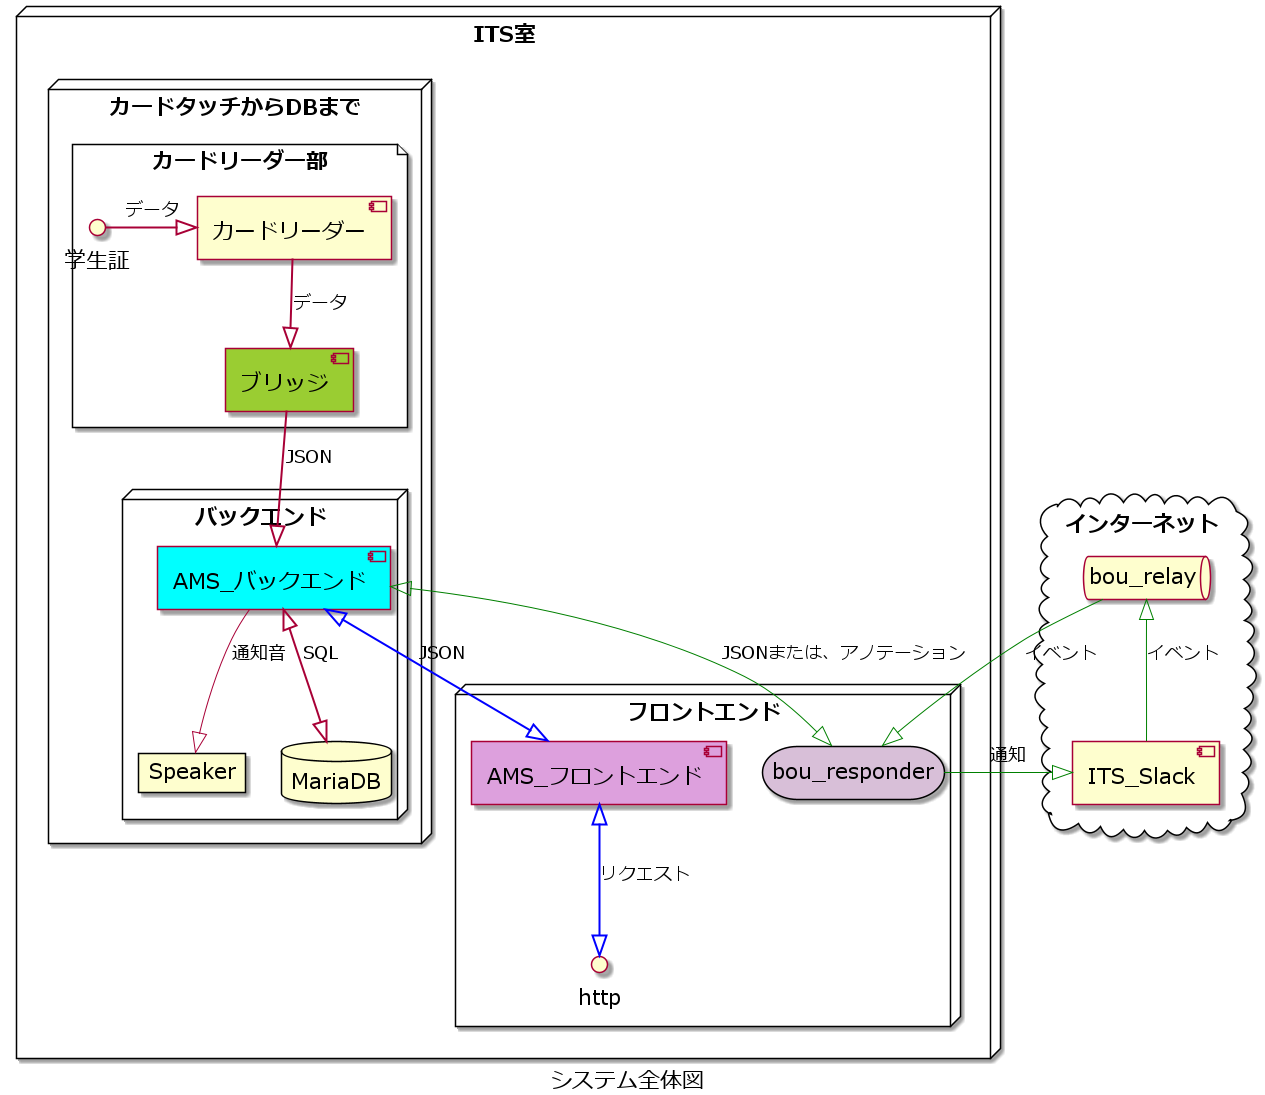 ITS室
カードタッチからDBまで
カードリーダー部
データ
カードリーダー
学生証
データ
ブリッジ
JSON
バックエンド
AMS_バックエンド
通知音
SQL
JSON
JSONまたは、アノテーション
Speaker
MariaDB
フロントエンド
AMS_フロントエンド
bou_responder
リクエスト
http
インターネット
bou_relay
イベント
イベント
通知
ITS_Slack
システム全体図